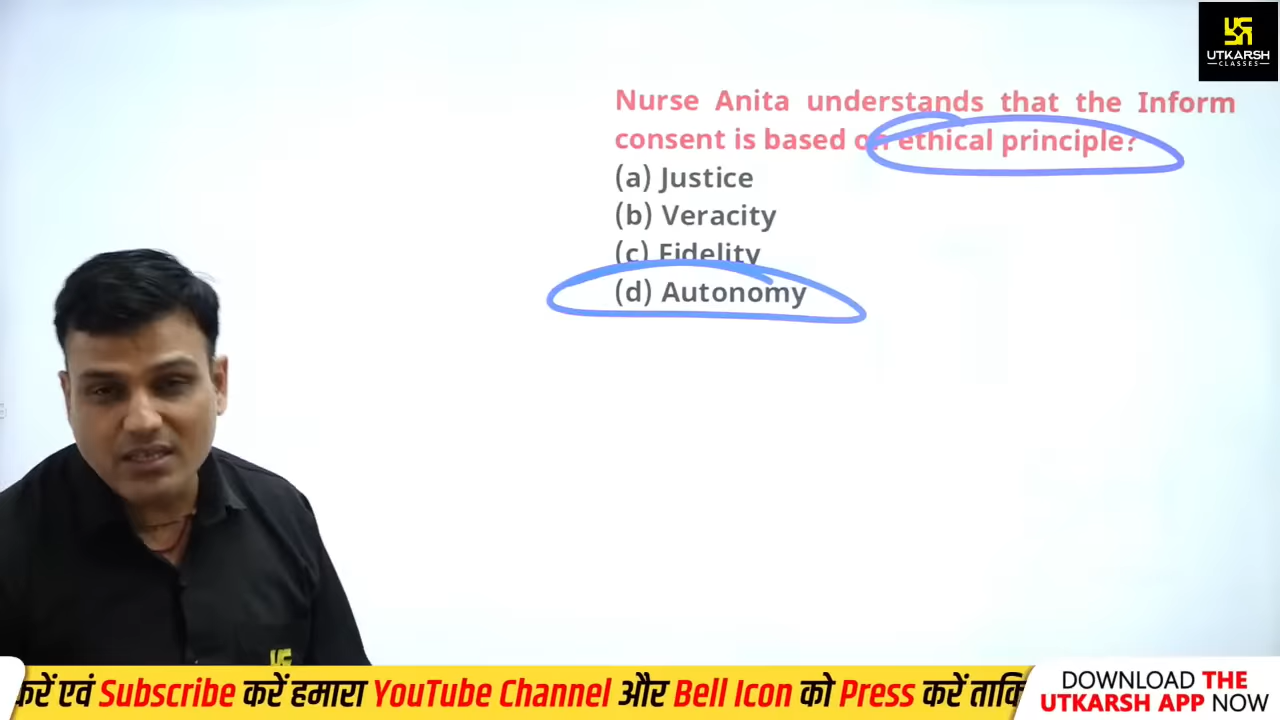 UTKARSH
CLASSES
Nurse Anita understands that the Inform
consent is based on ethical principle?
(a) Justice
(b) Veracity
(c) Fidelity
(d) Autonomy
करें एवं Subscribe करें हमारा YouTube Channel और Bell Icon को Press करें ताकि
DOWNLOAD THE
UTKARSH APP NOW